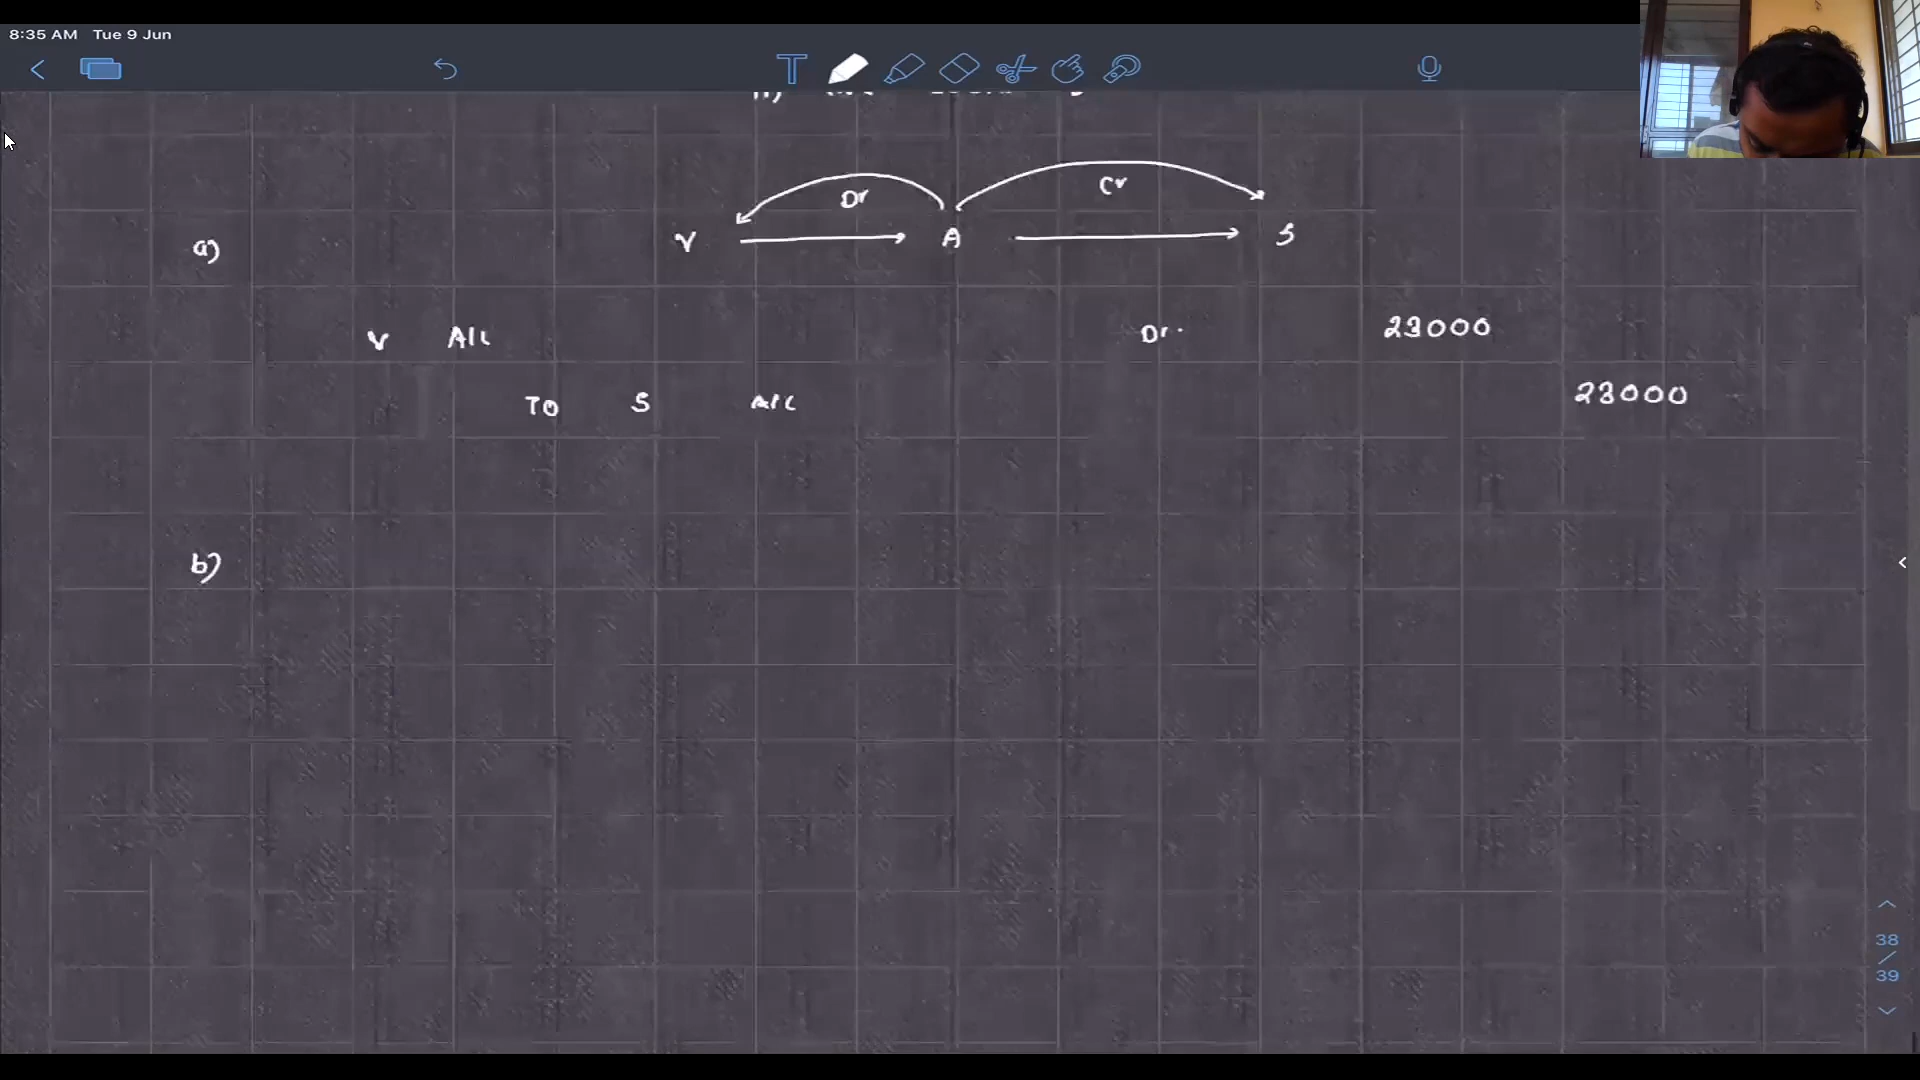 8:35 AM Tue 9 Jun
Dr Cr
V A S
a)
V A/C Dr. 23000
TO S A/C 23000
b)
38
/
39